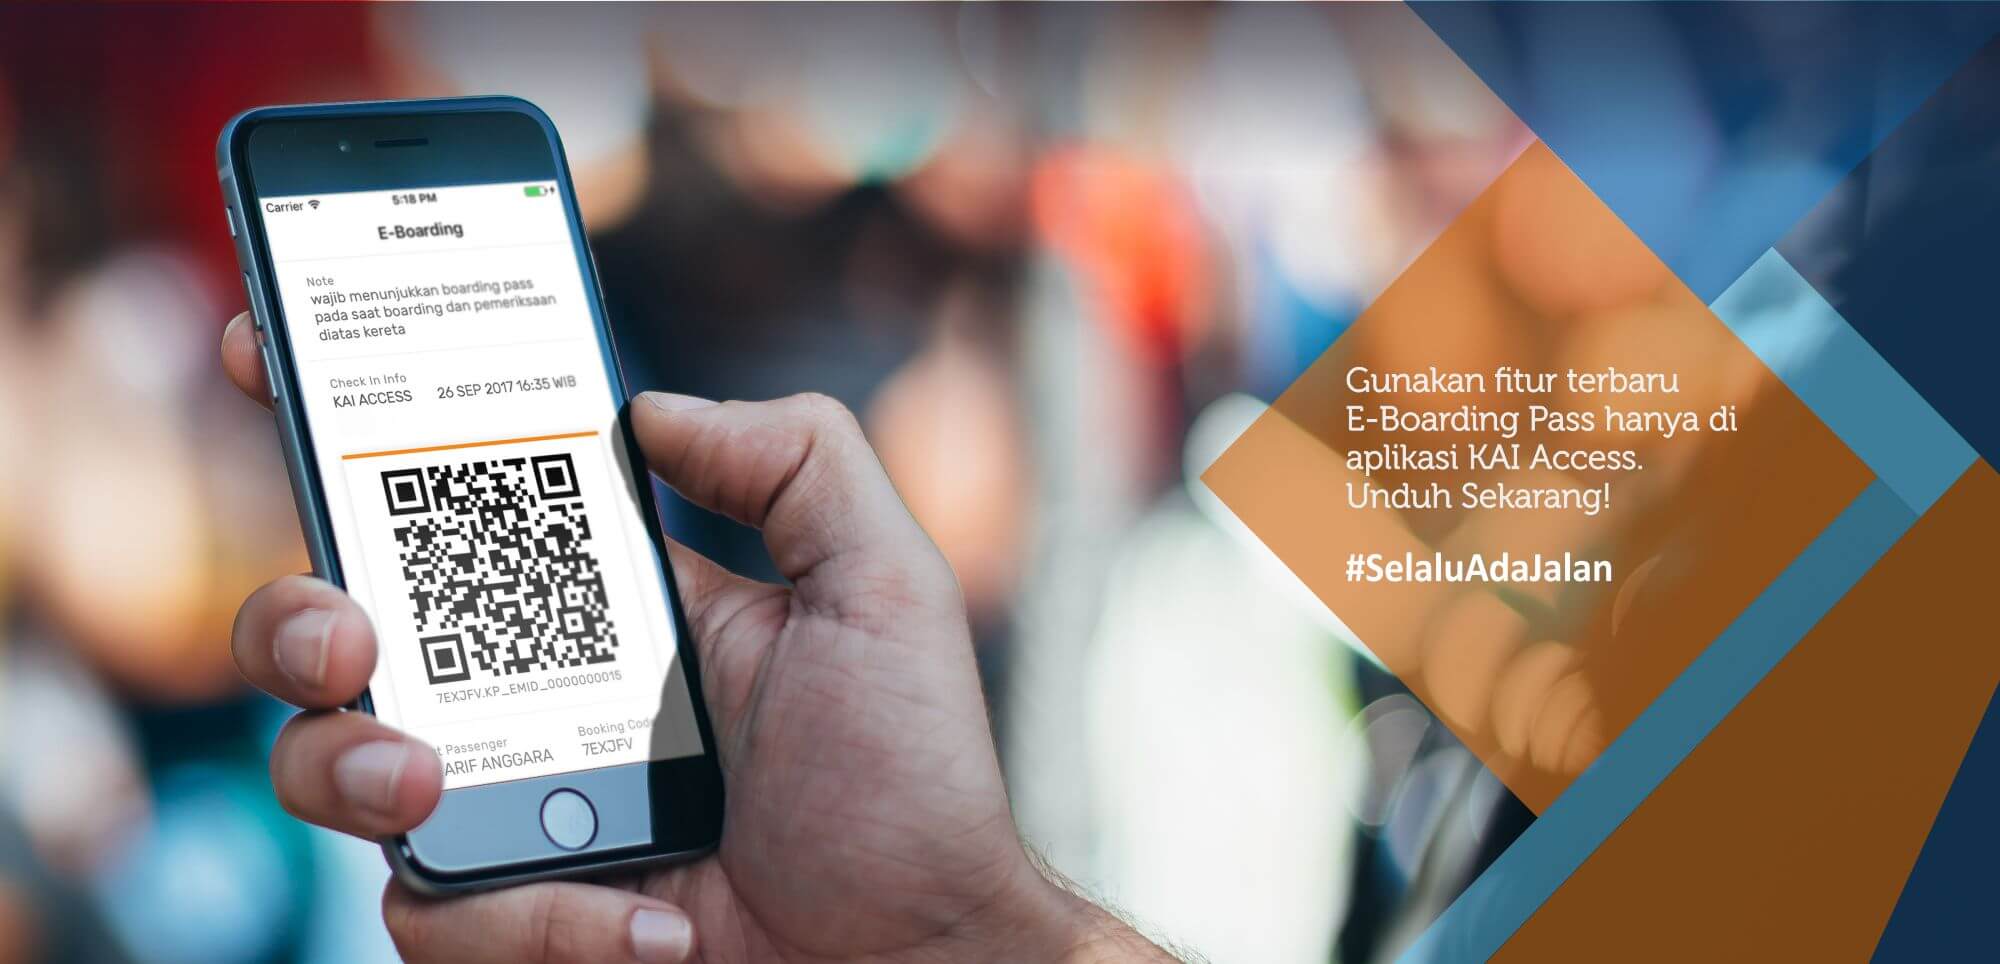 Carrier
5:18 PM
E-Boarding
Note
wajib menunjukkan boarding pass
pada saat boarding dan pemeriksaan
diatas kereta
Check In Info
KAI ACCESS
26 SEP 2017 16:35 WIB
7EXJFV.KP_EMID_0000000015
t Passenger
ARIF ANGGARA
Booking Code
7EXJFV
Gunakan fitur terbaru
E-Boarding Pass hanya di
aplikasi KAI Access.
Unduh Sekarang!
#SelaluAdaJalan